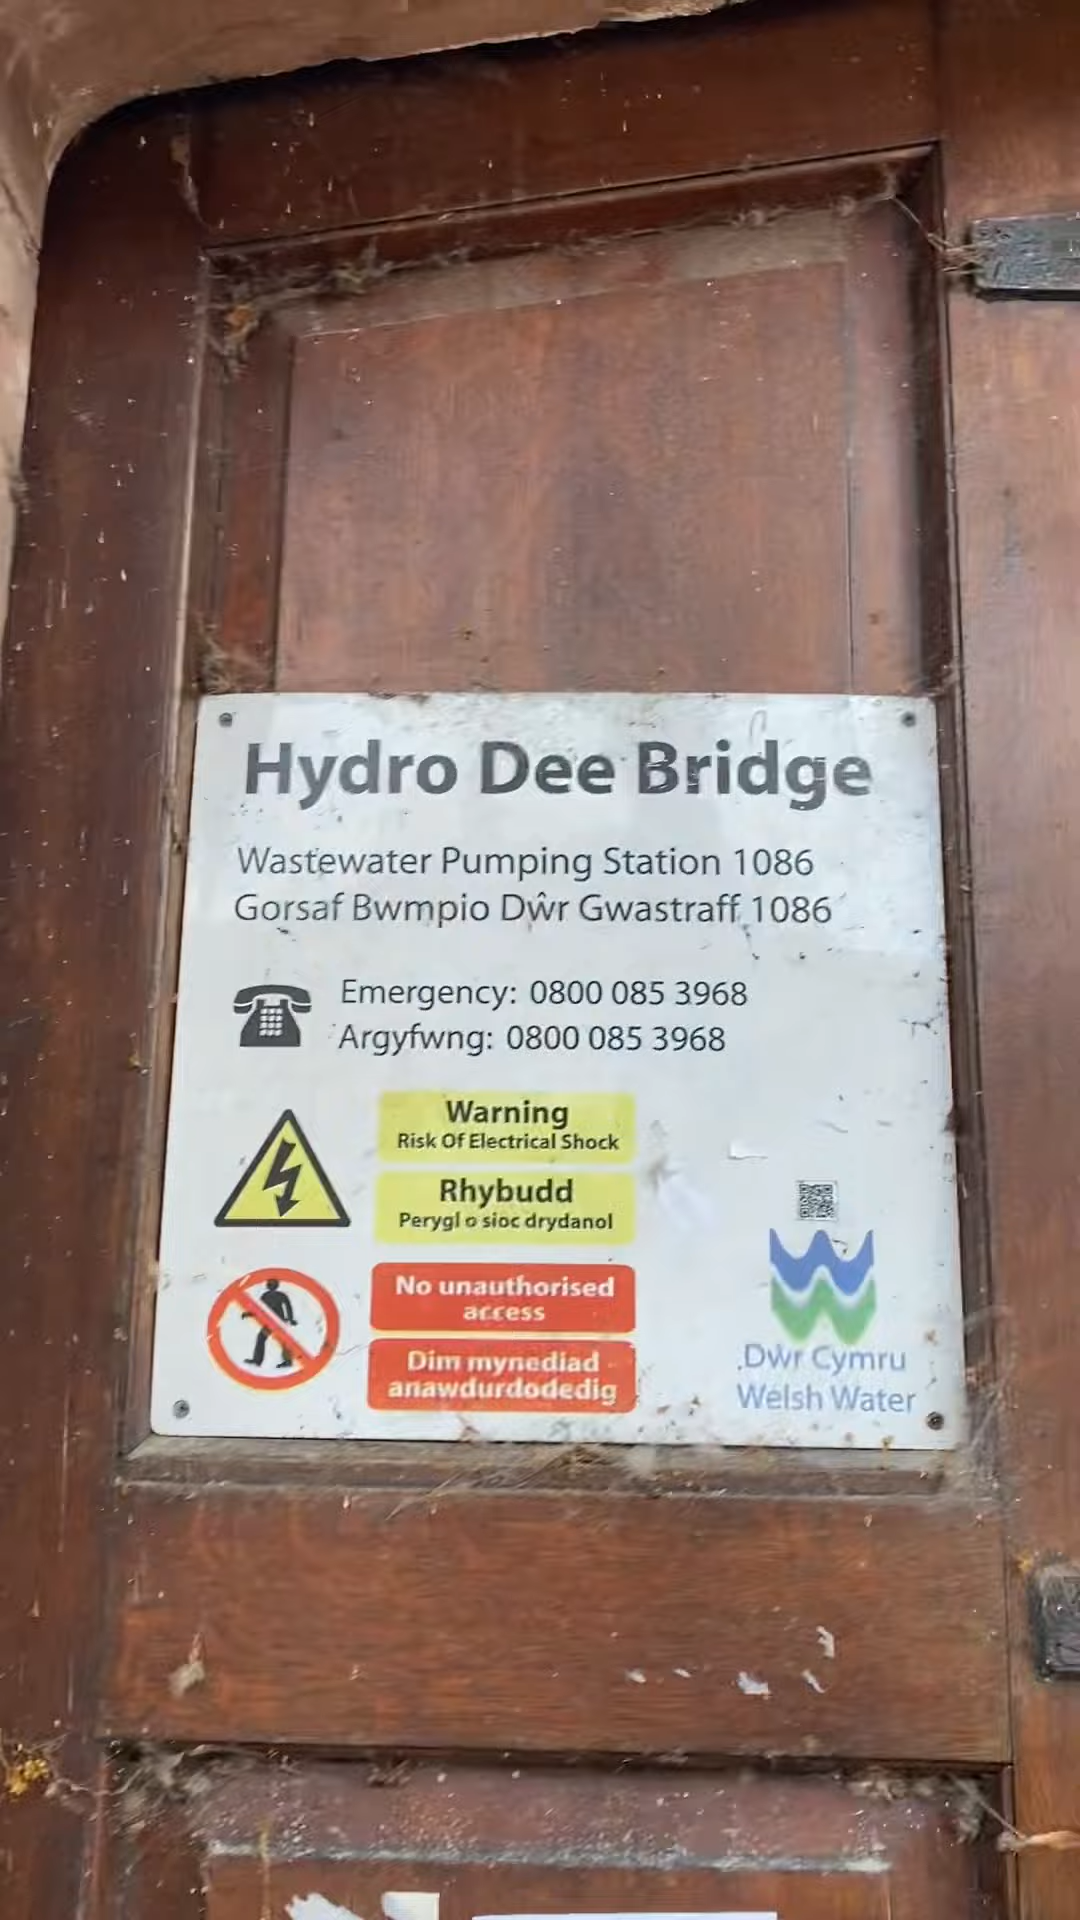 Hydro Dee Bridge
Wastewater Pumping Station 1086
Gorsaf Bwmpio Dŵr Gwastraff 1086
Emergency: 0800 085 3968
Argyfwng: 0800 085 3968
Warning
Risk Of Electrical Shock
Rhybudd
Perygl o sioc drydanol
No unauthorised
access
Dim mynediad
anawdurdodedig
Dŵr Cymru
Welsh Water